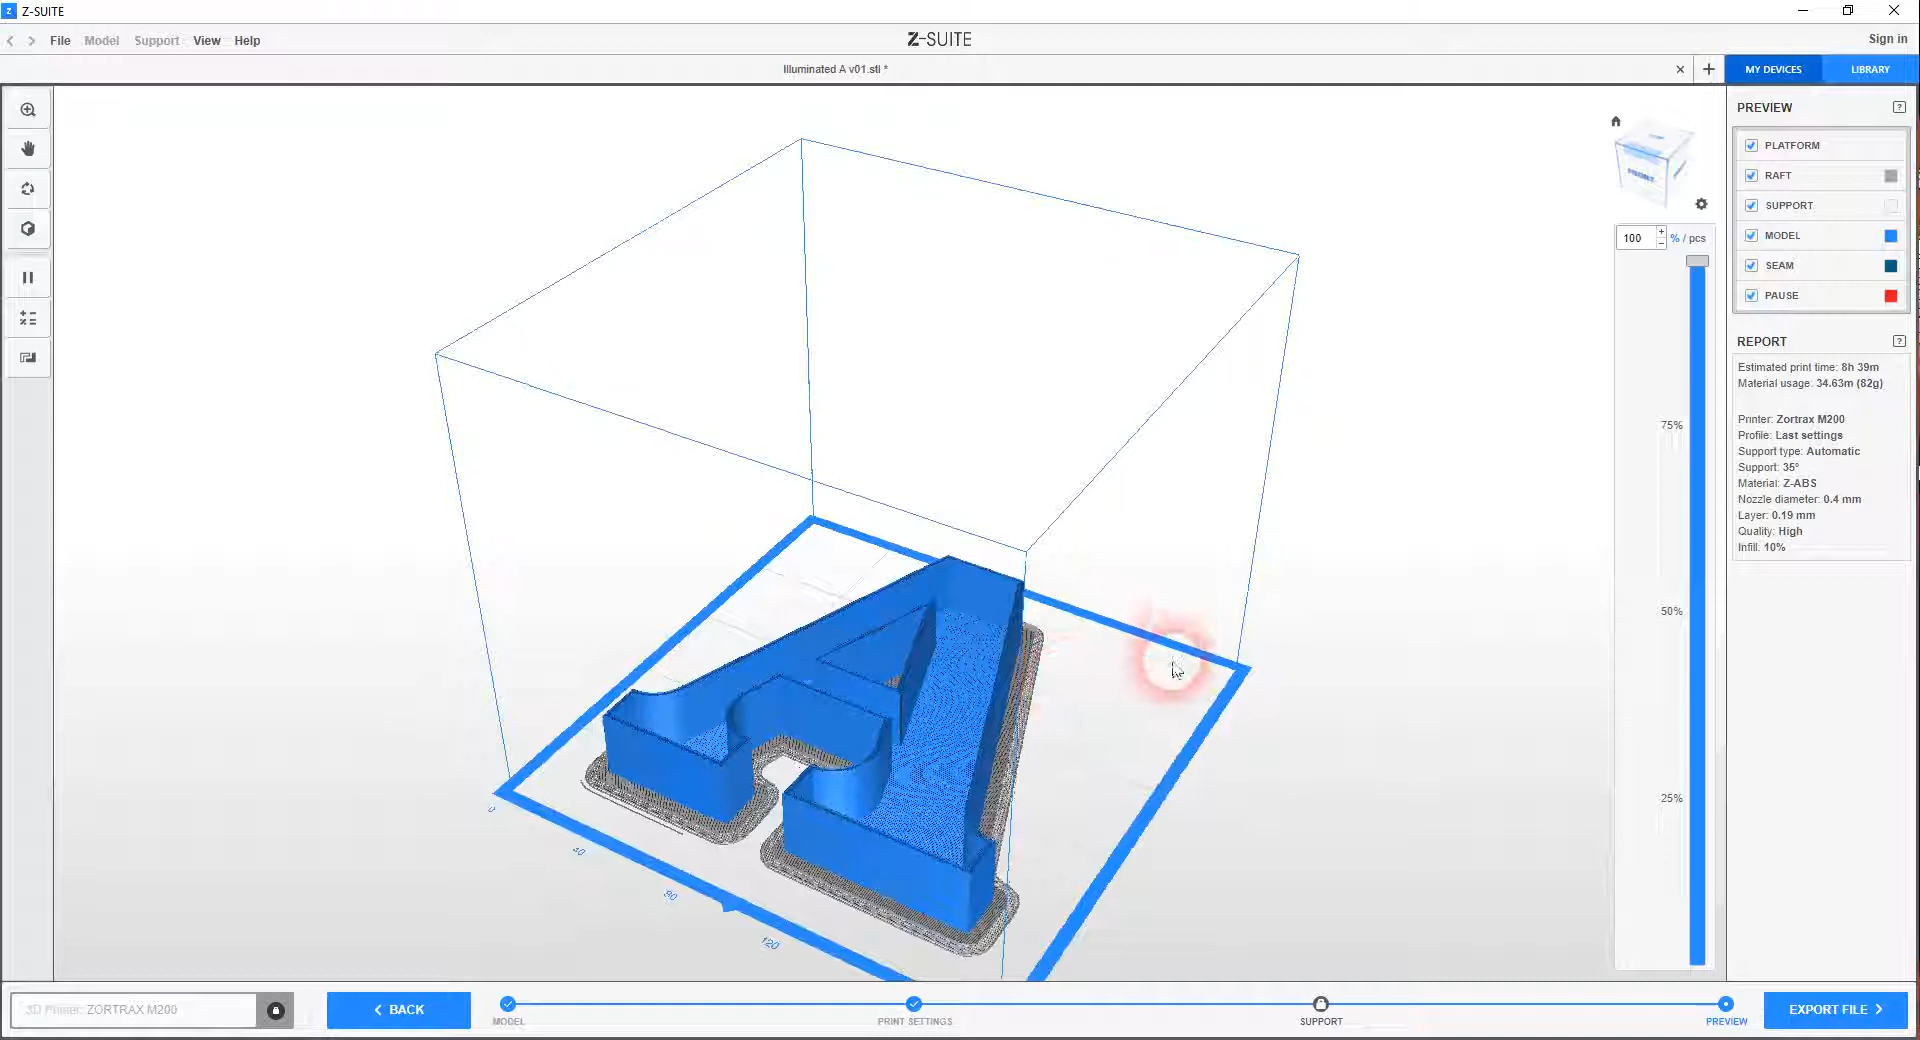 Z-SUITE
File Model Support View Help
Z-SUITE
Sign in
Illuminated A v01.stl *
MY DEVICES
LIBRARY
PREVIEW
PLATFORM
RAFT
SUPPORT
MODEL
SEAM
PAUSE
FRONT
100 % / pcs
75%
50%
25%
REPORT
Estimated print time: 8h 39m
Material usage: 34.63m (82g)
Printer: Zortrax M200
Profile: Last settings
Support type: Automatic
Support: 35°
Material: Z-ABS
Nozzle diameter: 0.4 mm
Layer: 0.19 mm
Quality: High
Infill: 10%
0
40
80
120
3D Printer: ZORTRAX M200
BACK
MODEL
PRINT SETTINGS
SUPPORT
PREVIEW
EXPORT FILE